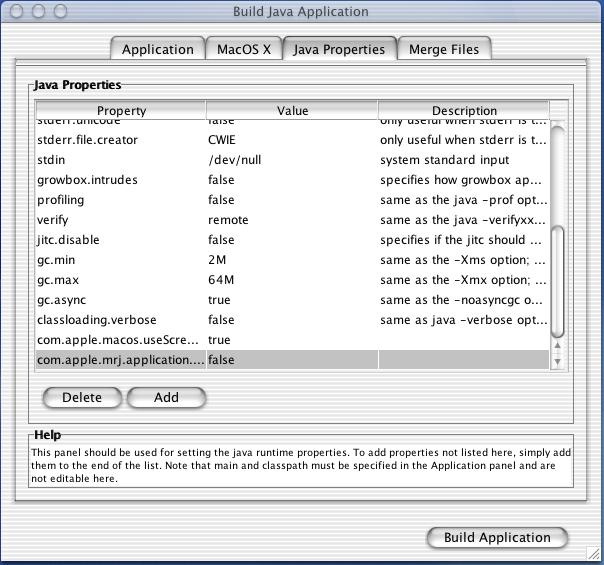 Build Java Application
Application MacOS X Java Properties Merge Files
Java Properties
Property Value Description
stderr.unicode false only useful when stderr is t...
stderr.file.creator CWIE only useful when stderr is t...
stdin /dev/null system standard input
growbox.intrudes false specifies how growbox ap...
profiling false same as the java -prof opt...
verify remote same as the java -verifyxx...
jitc.disable false specifies if the jitc should ...
gc.min 2M same as the -Xms option; ...
gc.max 64M same as the -Xmx option; ...
gc.async true same as the -noasyncgc o...
classloading.verbose false same as java -verbose opt...
com.apple.macos.useScre... true
com.apple.mrj.application.... false
Delete Add
Help
This panel should be used for setting the java runtime properties. To add properties not listed here, simply add
them to the end of the list. Note that main and classpath must be specified in the Application panel and are
not editable here.
Build Application